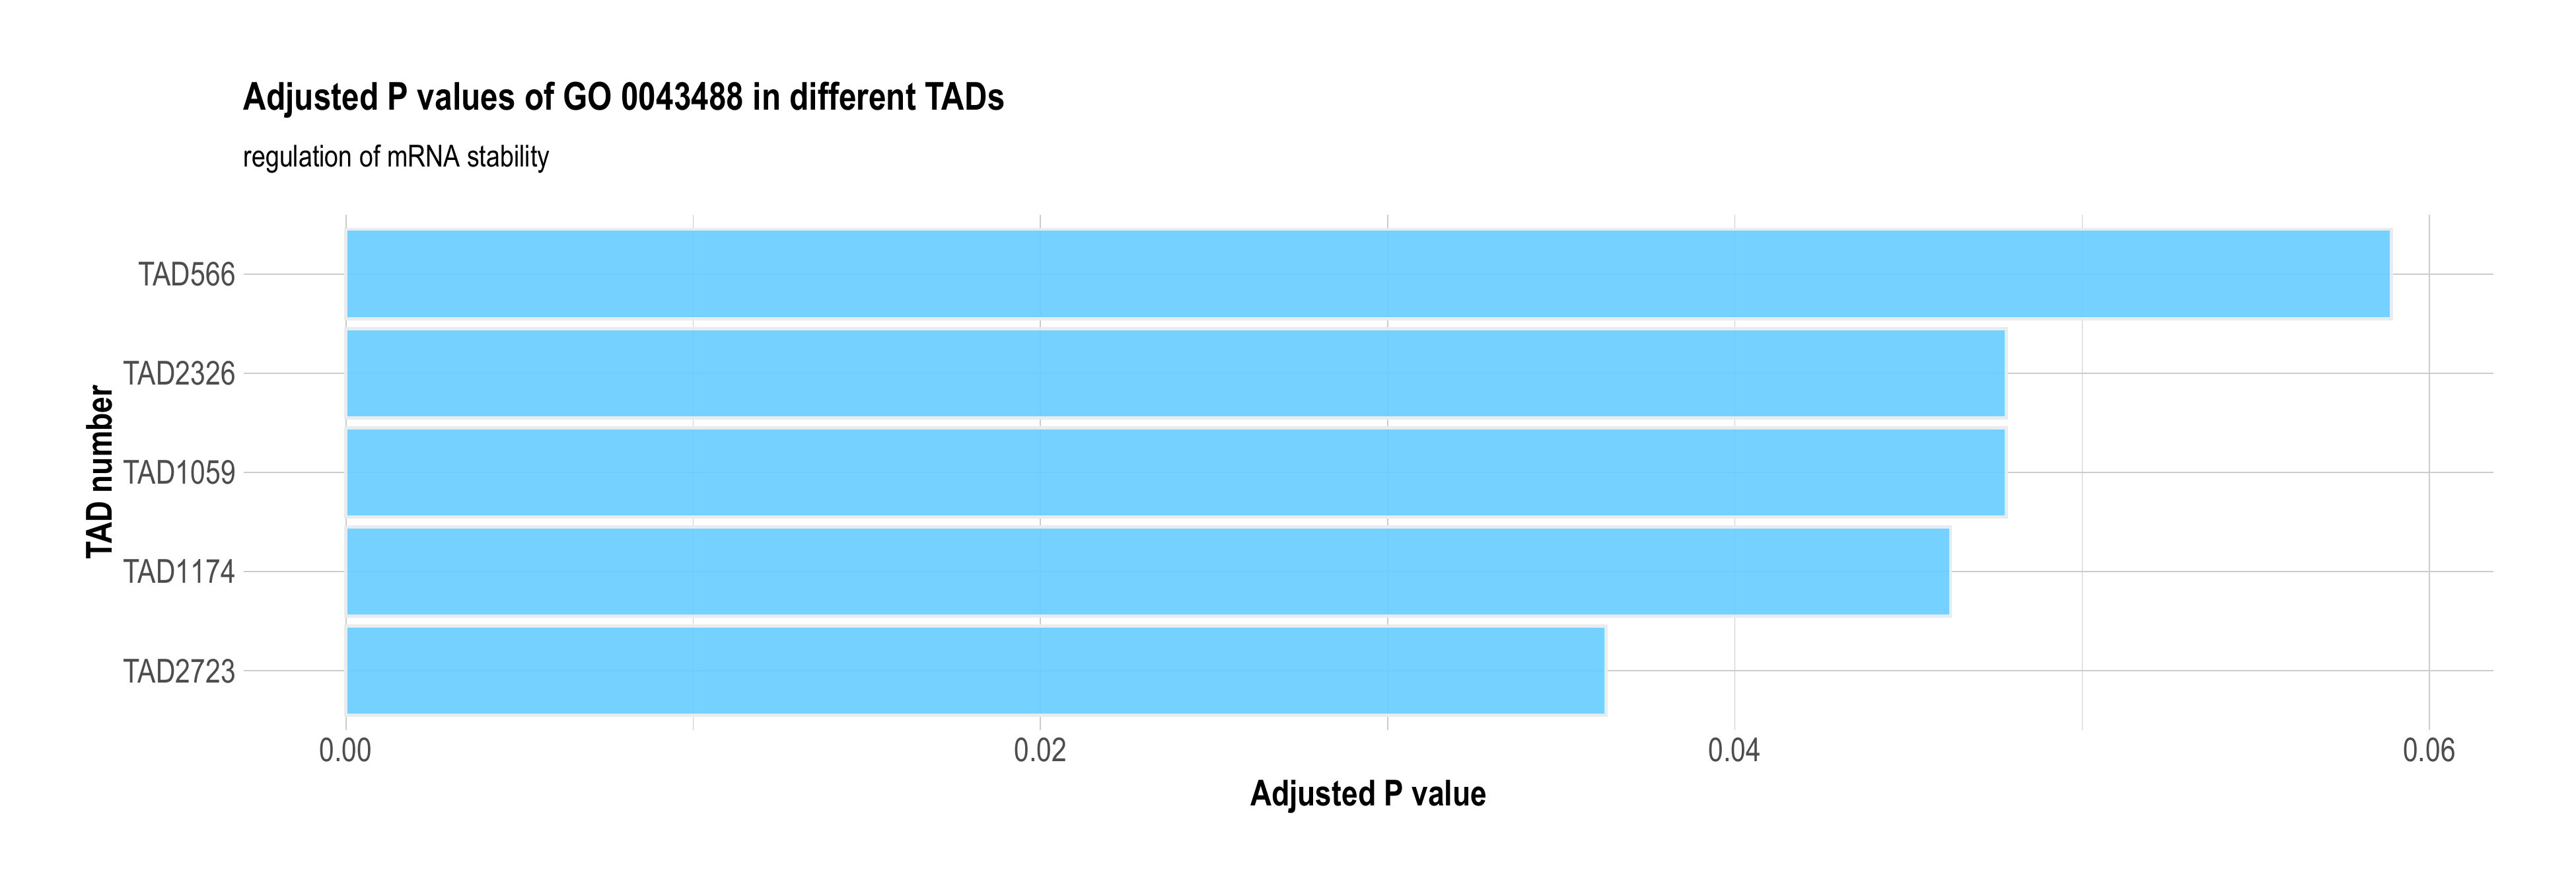 Adjusted P values of GO 0043488 in different TADs
regulation of mRNA stability
TAD number
TAD566
TAD2326
TAD1059
TAD1174
TAD2723
0.00 0.02 0.04 0.06
Adjusted P value